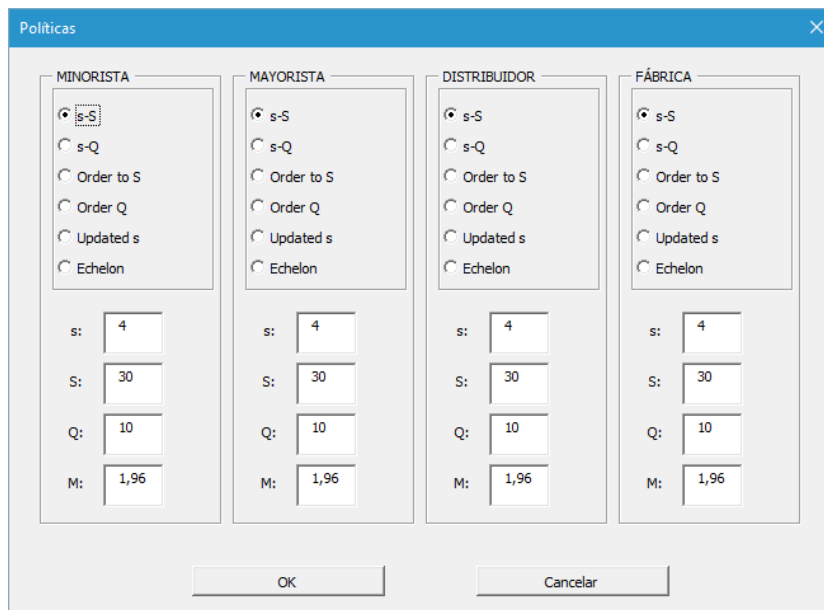 Políticas
MINORISTA
s-S
s-Q
Order to S
Order Q
Updated s
Echelon
s: 4
S: 30
Q: 10
M: 1,96
MAYORISTA
s-S
s-Q
Order to S
Order Q
Updated s
Echelon
s: 4
S: 30
Q: 10
M: 1,96
DISTRIBUIDOR
s-S
s-Q
Order to S
Order Q
Updated s
Echelon
s: 4
S: 30
Q: 10
M: 1,96
FÁBRICA
s-S
s-Q
Order to S
Order Q
Updated s
Echelon
s: 4
S: 30
Q: 10
M: 1,96
OK
Cancelar